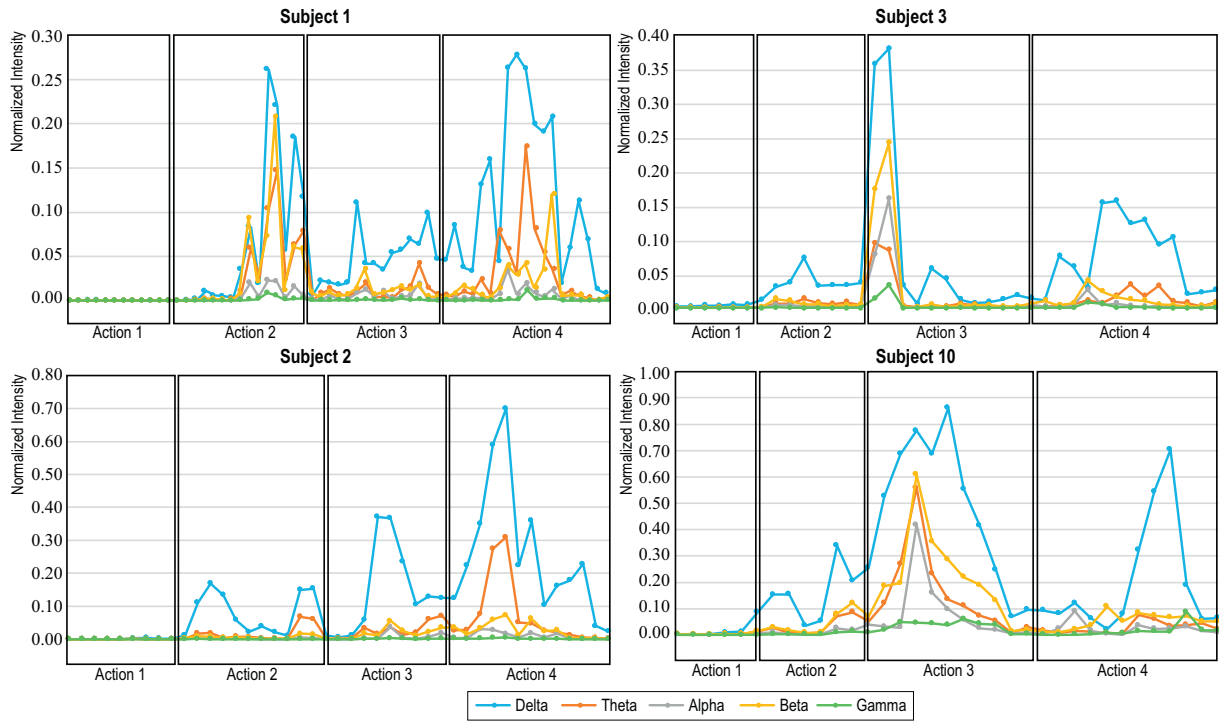 Subject 1
Normalized Intensity
0.30
0.25
0.20
0.15
0.10
0.05
0.00
Action 1 Action 2 Action 3 Action 4
Subject 3
Normalized Intensity
0.40
0.35
0.30
0.25
0.20
0.15
0.10
0.05
0.00
Action 1 Action 2 Action 3 Action 4
Subject 2
Normalized Intensity
0.80
0.70
0.60
0.50
0.40
0.30
0.20
0.10
0.00
Action 1 Action 2 Action 3 Action 4
Subject 10
Normalized Intensity
1.00
0.90
0.80
0.70
0.60
0.50
0.40
0.30
0.20
0.10
0.00
Action 1 Action 2 Action 3 Action 4
Delta Theta Alpha Beta Gamma